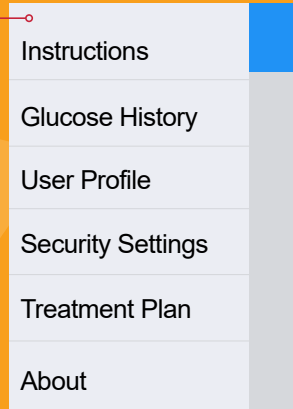 Instructions
Glucose History
User Profile
Security Settings
Treatment Plan
About